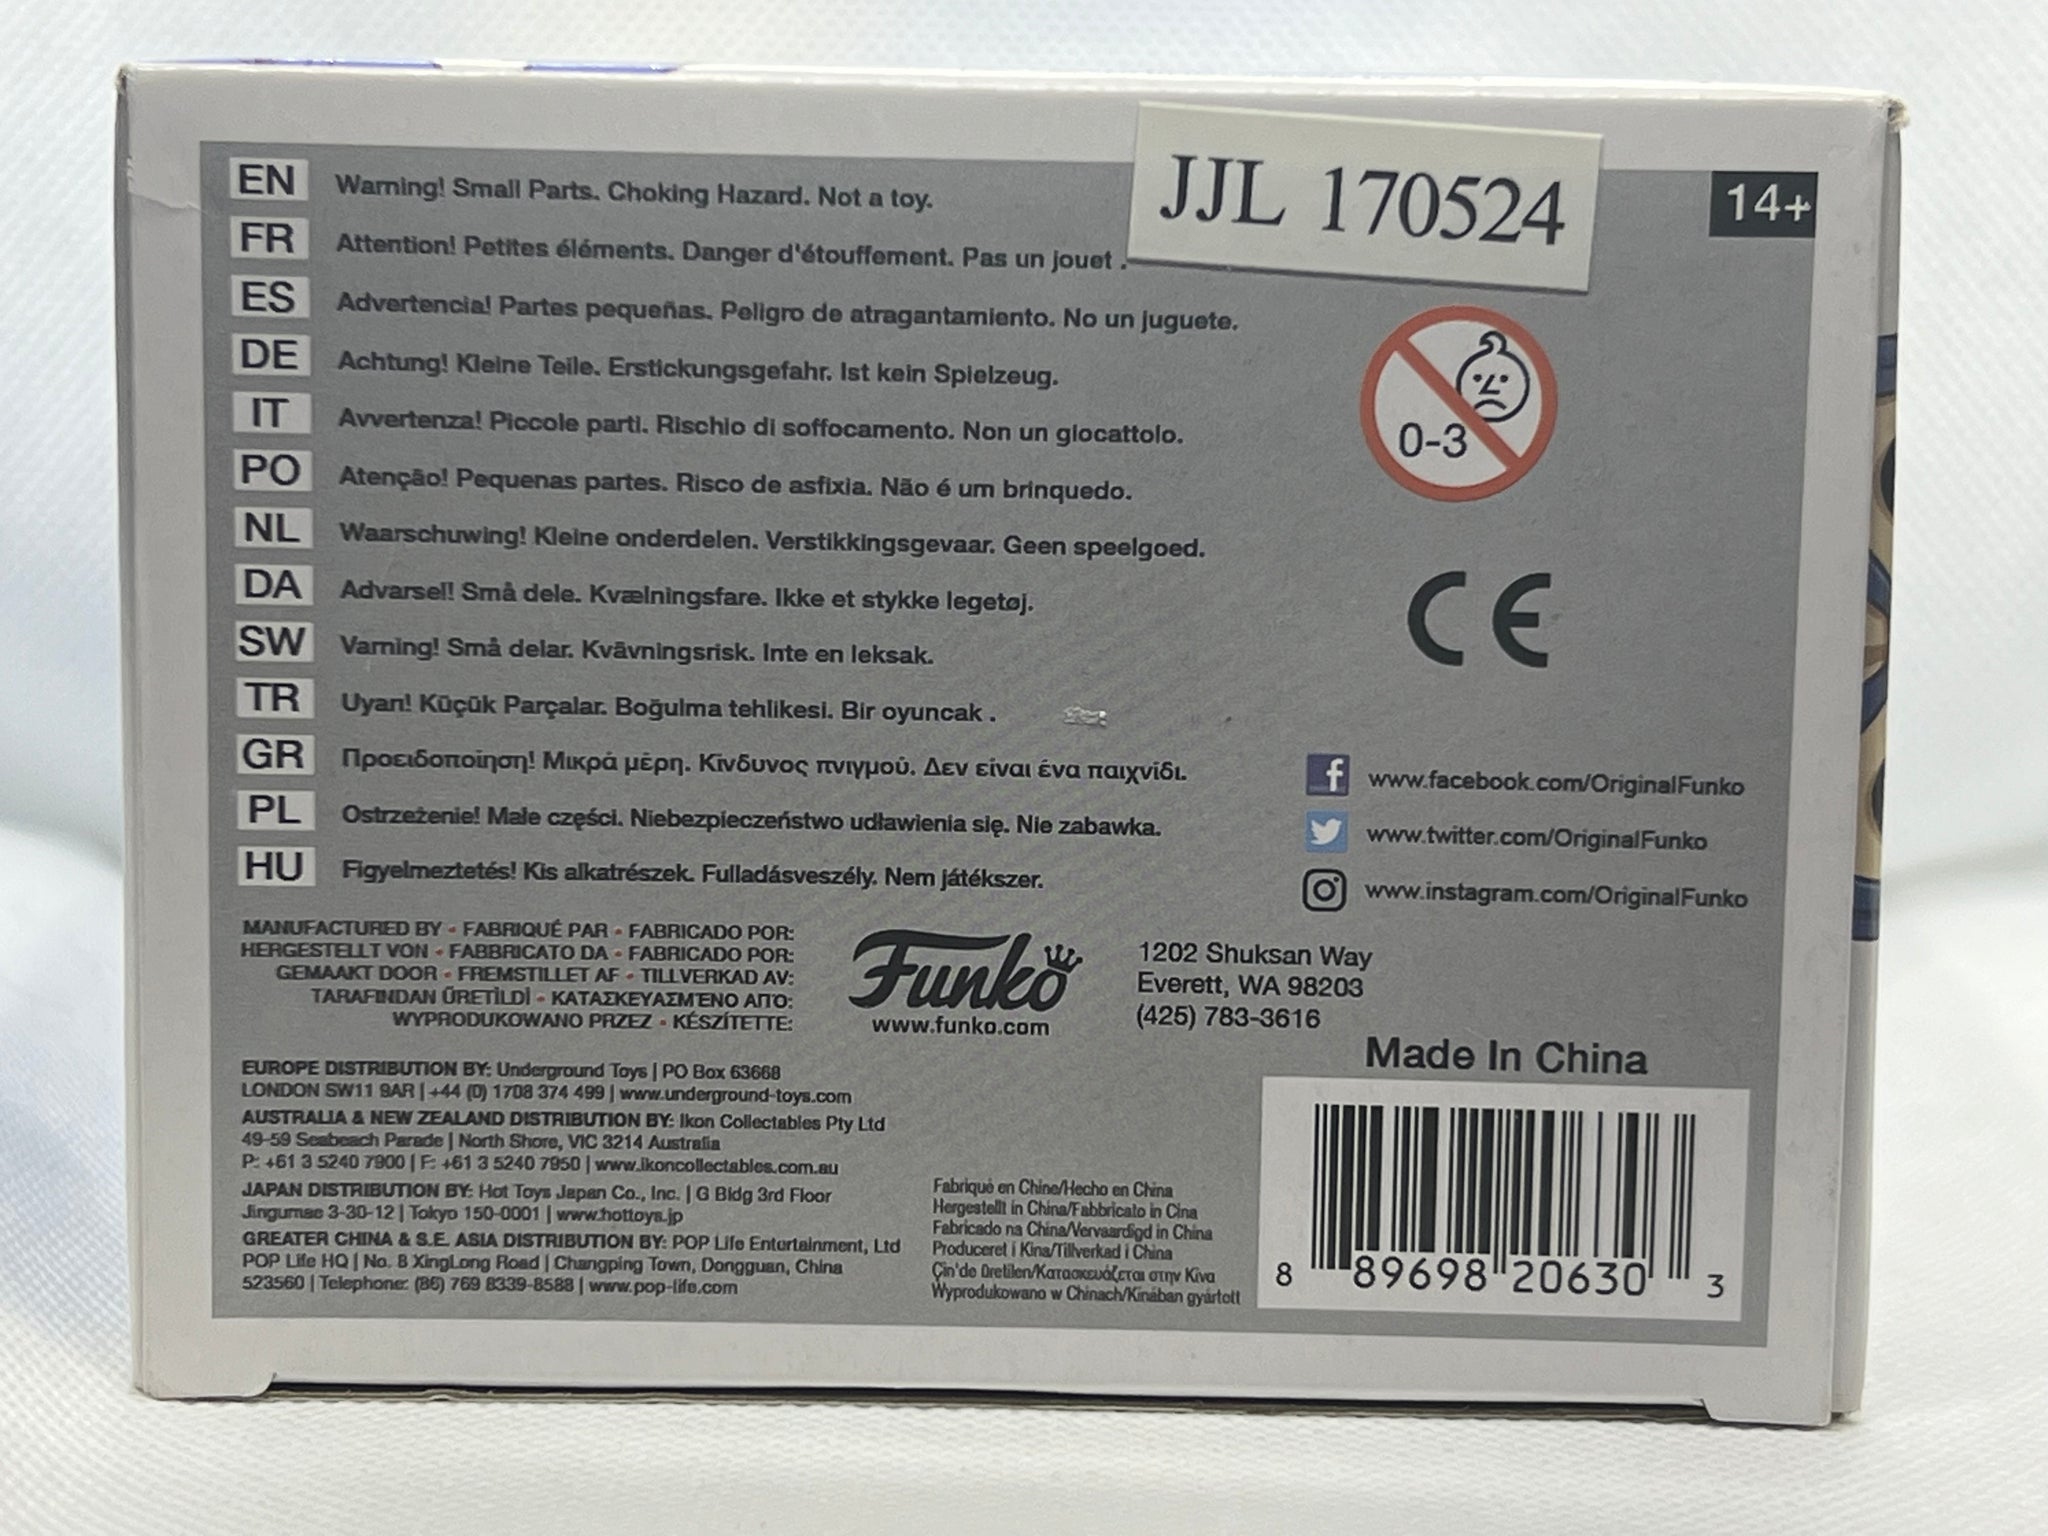 JJL 170524
14+
EN Warning! Small Parts. Choking Hazard. Not a toy.
FR Attention! Petites éléments. Danger d'étouffement. Pas un jouet .
ES Advertencia! Partes pequeñas. Peligro de atragantamiento. No un juguete.
DE Achtung! Kleine Teile. Erstickungsgefahr. Ist kein Spielzeug.
IT Avvertenza! Piccole parti. Rischio di soffocamento. Non un giocattolo.
PO Atenção! Pequenas partes. Risco de asfixia. Não é um brinquedo.
NL Waarschuwing! Kleine onderdelen. Verstikkingsgevaar. Geen speelgoed.
DA Advarsel! Små dele. Kvælningsfare. Ikke et stykke legetøj.
SW Varning! Små delar. Kvävningsrisk. Inte en leksak.
TR Uyarı! Küçük Parçalar. Boğulma tehlikesi. Bir oyuncak .
GR Προειδοποίηση! Μικρά μέρη. Κίνδυνος πνιγμού. Δεν είναι ένα παιχνίδι.
PL Ostrzeżenie! Małe części. Niebezpieczeństwo udławienia się. Nie zabawka.
HU Figyelmeztetés! Kis alkatrészek. Fulladásveszély. Nem játékszer.
0-3
CE
www.facebook.com/OriginalFunko
www.twitter.com/OriginalFunko
www.instagram.com/OriginalFunko
MANUFACTURED BY • FABRIQUÉ PAR • FABRICADO POR:
HERGESTELLT VON • FABBRICATO DA • FABRICADO POR:
GEMAAKT DOOR • FREMSTILLET AF • TILLVERKAD AV:
TARAFINDAN ÜRETİLDİ • ΚΑΤΑΣΚΕΥΑΣΜΈΝΟ ΑΠΌ:
WYPRODUKOWANO PRZEZ • KÉSZÍTETTE:
Funko
www.funko.com
1202 Shuksan Way
Everett, WA 98203
(425) 783-3616
EUROPE DISTRIBUTION BY: Underground Toys | PO Box 63668
LONDON SW11 9AR | +44 (0) 1708 374 499 | www.underground-toys.com
AUSTRALIA & NEW ZEALAND DISTRIBUTION BY: Ikon Collectables Pty Ltd
49-59 Seabeach Parade | North Shore, VIC 3214 Australia
P: +61 3 5240 7900 | F: +61 3 5240 7950 | www.ikoncollectables.com.au
JAPAN DISTRIBUTION BY: Hot Toys Japan Co., Inc. | G Bldg 3rd Floor
Jingumae 3-30-12 | Tokyo 150-0001 | www.hottoys.jp
GREATER CHINA & S.E. ASIA DISTRIBUTION BY: POP Life Entertainment, Ltd
POP Life HQ | No. 8 XingLong Road | Changping Town, Dongguan, China
523560 | Telephone: (86) 769 8339-8588 | www.pop-life.com
Fabriqué en Chine/Hecho en China
Hergestellt in China/Fabbricato in Cina
Fabricado na China/Vervaardigd in China
Produceret i Kina/Tillverkad i China
Çin'de Üretilen/Κατασκευάζεται στην Κίνα
Wyprodukowano w Chinach/Kínában gyártott
Made In China
8 89698 20630 3